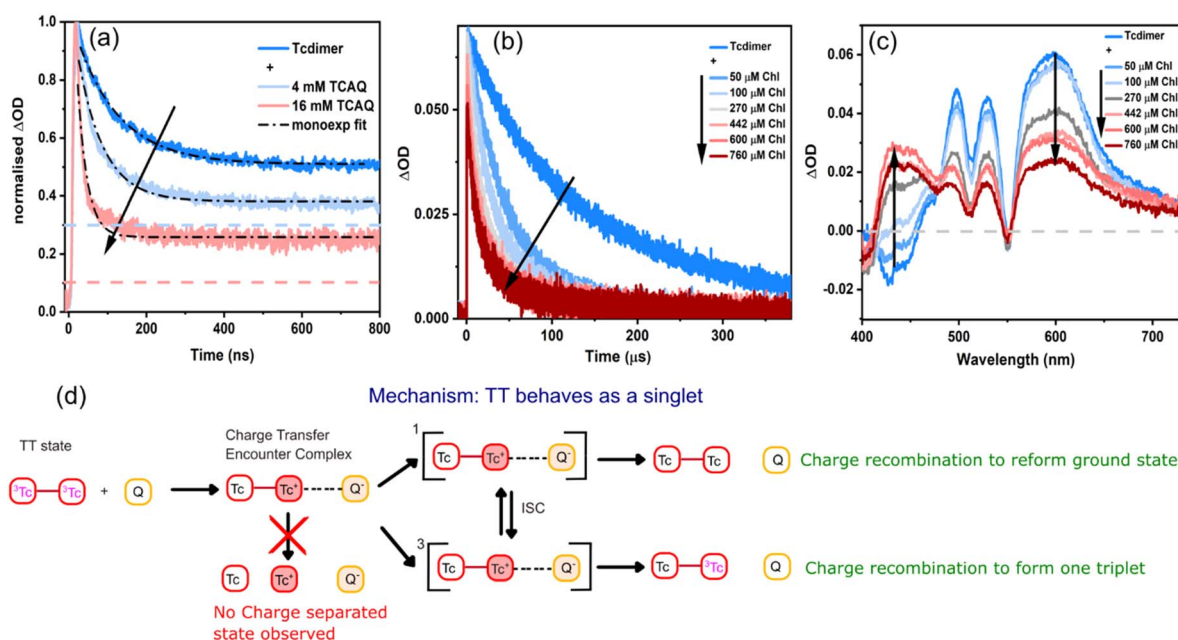 (a)
Tcdimer
+
4 mM TCAQ
16 mM TCAQ
monoexp fit
normalised ΔOD
1.0
0.8
0.6
0.4
0.2
0.0
0 200 400 600 800
Time (ns)
(b)
Tcdimer
+
50 μM Chl
100 μM Chl
270 μM Chl
442 μM Chl
600 μM Chl
760 μM Chl
ΔOD
0.050
0.025
0.000
0 100 200 300
Time (μs)
(c)
Tcdimer
+
50 μM Chl
100 μM Chl
270 μM Chl
442 μM Chl
600 μM Chl
760 μM Chl
ΔOD
0.06
0.04
0.02
0.00
-0.02
400 500 600 700
Wavelength (nm)
(d)
Mechanism: TT behaves as a singlet
TT state
³Tc ³Tc + Q
Charge Transfer
Encounter Complex
Tc Tc⁺ Q⁻
Tc Tc⁺ Q⁻
No Charge separated
state observed
1
Tc Tc⁺ Q⁻
Tc Tc Q
Charge recombination to reform ground state
ISC
3
Tc Tc⁺ Q⁻
Tc ³Tc Q
Charge recombination to form one triplet